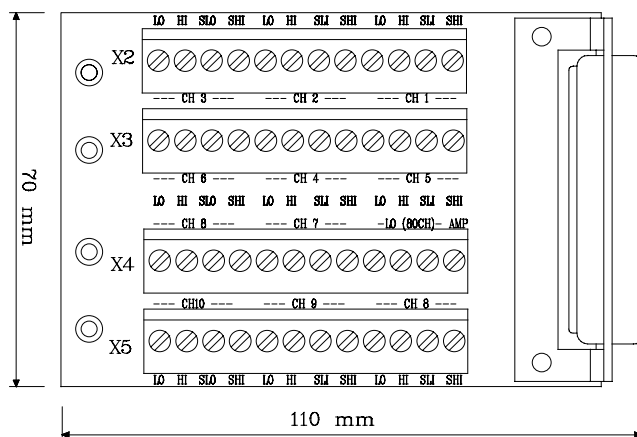 LO HI SLO SHI LO HI SLI SHI LO HI SLI SHI
X2
--- CH 3 --- --- CH 2 --- --- CH 1 ---
X3
--- CH 6 --- --- CH 4 --- --- CH 5 ---
LO HI SLO SHI LO HI SLI SHI LO HI SLI SHI
--- CH 8 --- --- CH 7 --- -LO (80CH)- AMP
X4
--- CH10 --- --- CH 9 --- --- CH 8 ---
X5
LO HI SLO SHI LO HI SLI SHI LO HI SLI SHI
70 mm
110 mm